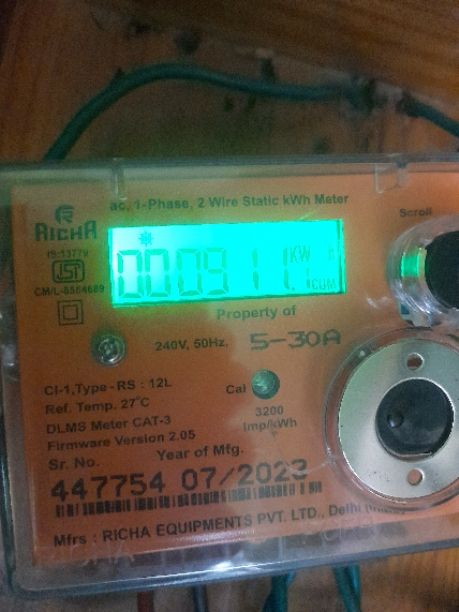 ac, 1-Phase, 2 Wire Static kWh Meter
Scroll
RICHA
IS:13779
ISI
CM/L-8564689
KW
CUM
Property of
240V, 50Hz, 5-30A
Cl-1, Type - RS : 12L
Ref. Temp. 27°C
DLMS Meter CAT-3
Firmware Version 2.05
Cal
3200
Imp/kWh
Sr. No. Year of Mfg.
447754 07/2023
Mfrs : RICHA EQUIPMENTS PVT. LTD., Delhi